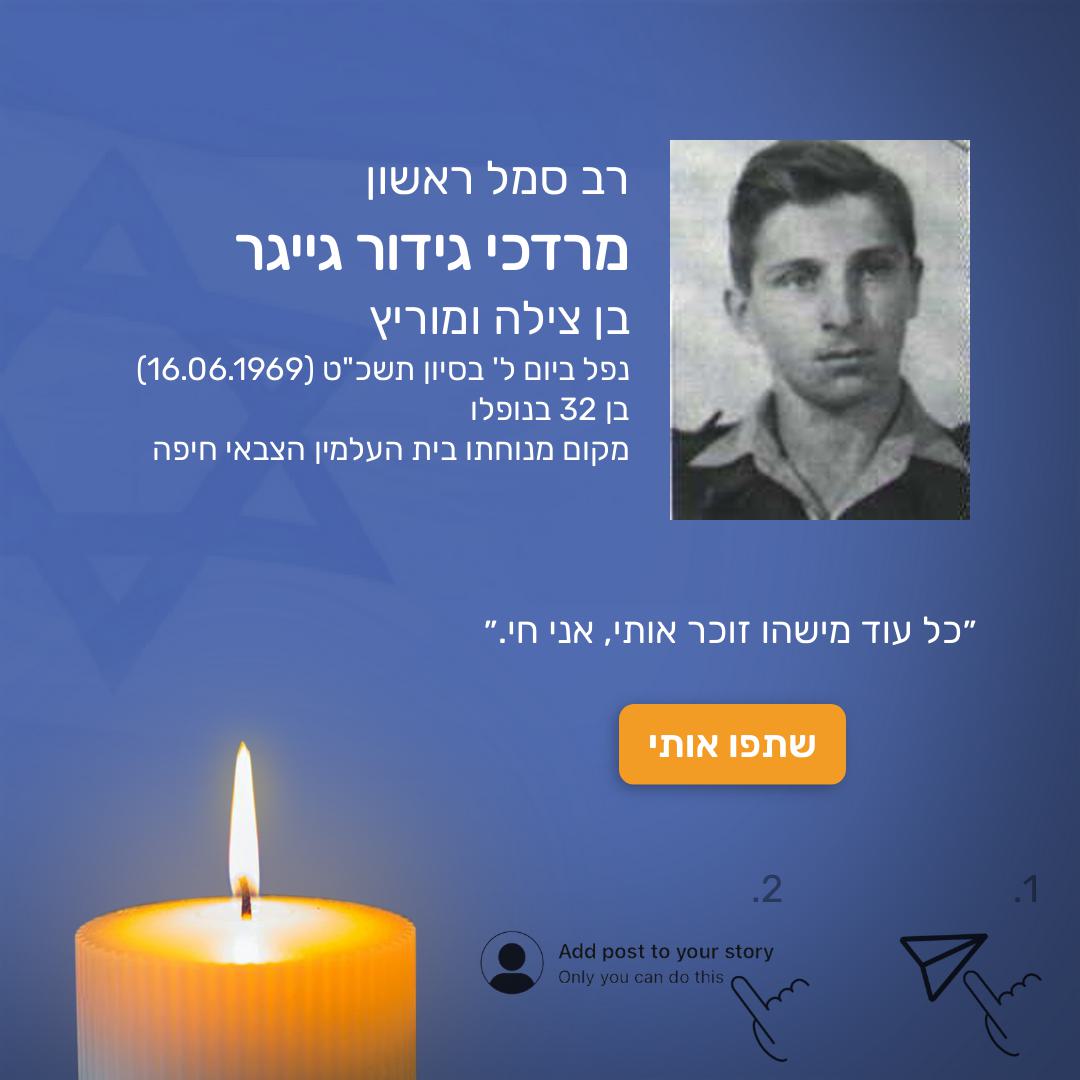 רב סמל ראשון
מרדכי גידור גייגר
בן צילה ומוריץ
נפל ביום ל' בסיון תשכ"ט (16.06.1969)
בן 32 בנופלו
מקום מנוחתו בית העלמין הצבאי חיפה
״כל עוד מישהו זוכר אותי, אני חי.״
שתפו אותי
.1
.2
Add post to your story
Only you can do this